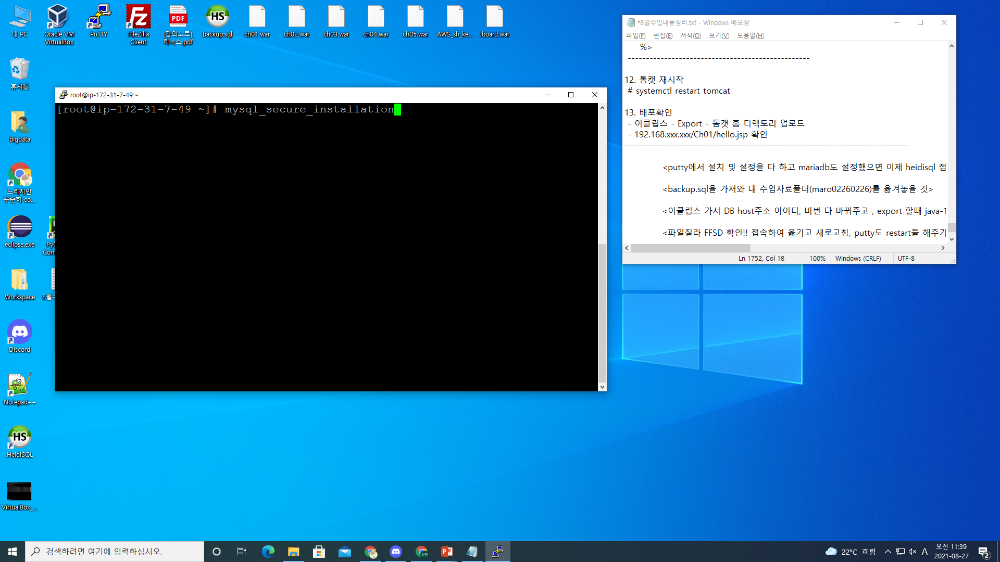 내 PC
Oracle VM
VirtualBox
PuTTY
FileZilla
Client
[강의노트]
리눅스.pdf
backup.sql
ch01.war
ch02.war
ch03.war
ch04.war
ch05.war
AWS_sh_ke...
Jboard.war
휴지통
bigdata
느리지만
꾸준히 co...
eclipse.exe
Workspace
Discord
Notepad++
HeidiSQL
VirtualBox_...
root@ip-172-31-7-49:~
[root@ip-172-31-7-49 ~]# mysql_secure_installation
*8월수업내용정리.txt - Windows 메모장
파일(F) 편집(E) 서식(O) 보기(V) 도움말(H)
%>
--------------------------------------------------
12. 톰캣 재시작
# systemctl restart tomcat
13. 배포확인
- 이클립스 - Export - 톰캣 홈 디렉토리 업로드
- 192.168.xxx.xxx/Ch01/hello.jsp 확인
------------------------------------------------------------------------------
<putty에서 설치 및 설정을 다 하고 mariadb도 설정했으면 이제 heidisql 접
<backup.sql을 가져와 내 수업자료폴더(maro02260226)를 옮겨놓을 것>
<이클립스 가서 DB host주소 아이디, 비번 다 바꿔주고 , export 할때 java-1
<파일질라 FFSD 확인!! 접속하여 옮기고 새로고침, putty도 restart들 해주기
Ln 1752, Col 18 100% Windows (CRLF) UTF-8
검색하려면 여기에 입력하십시오.
22°C 흐림
A
오전 11:39
2021-08-27
2